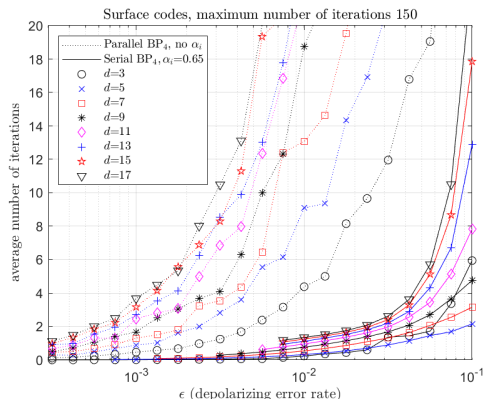 Surface codes, maximum number of iterations 150
average number of iterations
20
18
16
14
12
10
8
6
4
2
0
Parallel BP4, no αi
Serial BP4,αi=0.65
d=3
d=5
d=7
d=9
d=11
d=13
d=15
d=17
10-3
10-2
10-1
ϵ (depolarizing error rate)